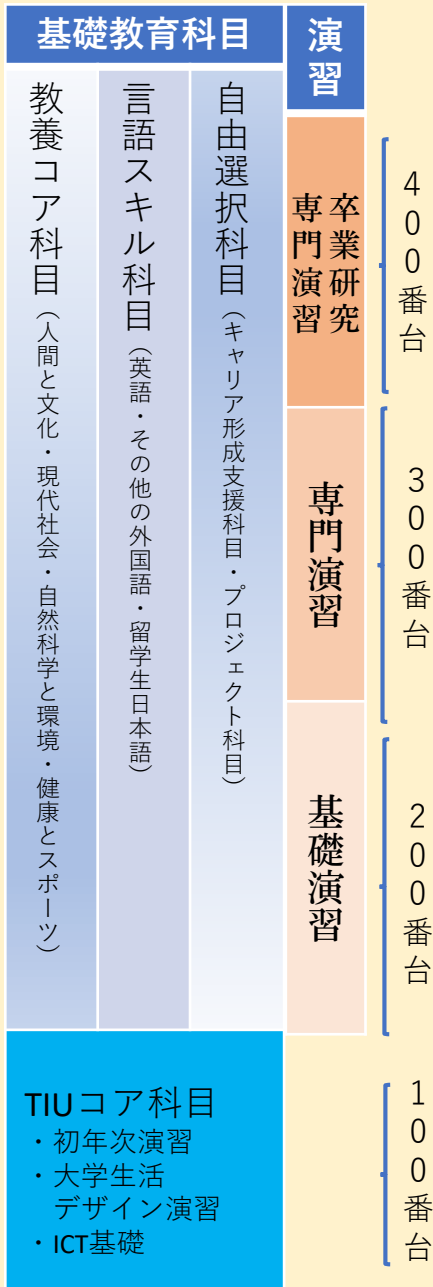 基礎教育科目
演習
教養コア科目（人間と文化・現代社会・自然科学と環境・健康とスポーツ）
言語スキル科目（英語・その他の外国語・留学生日本語）
自由選択科目（キャリア形成支援科目・プロジェクト科目）
卒業研究
専門演習
400番台
専門演習
300番台
基礎演習
200番台
TIUコア科目
・初年次演習
・大学生活
デザイン演習
・ICT基礎
100番台